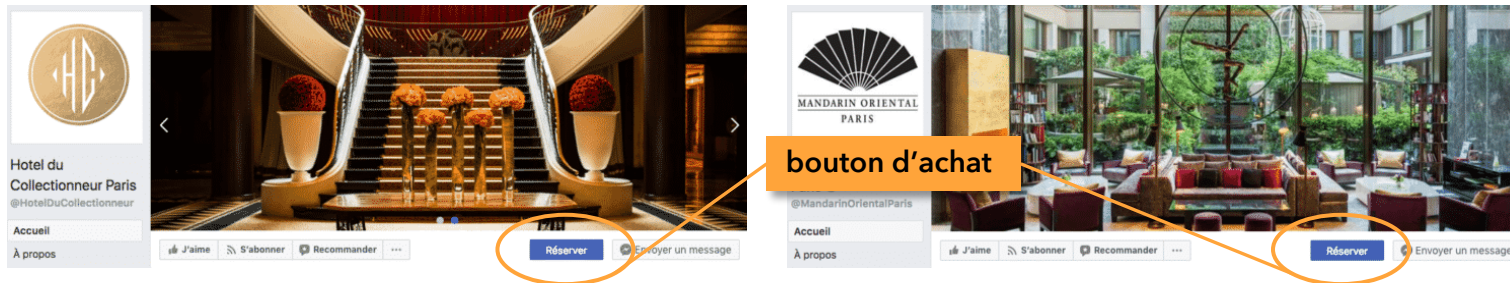 HC
Hotel du
Collectionneur Paris
@HotelDuCollectionneur
Accueil
À propos
J'aime S'abonner Recommander ...
Réserver Envoyer un message
MANDARIN ORIENTAL
PARIS
bouton d'achat
@MandarinOrientalParis
Accueil
À propos
J'aime S'abonner Recommander ...
Réserver Envoyer un message